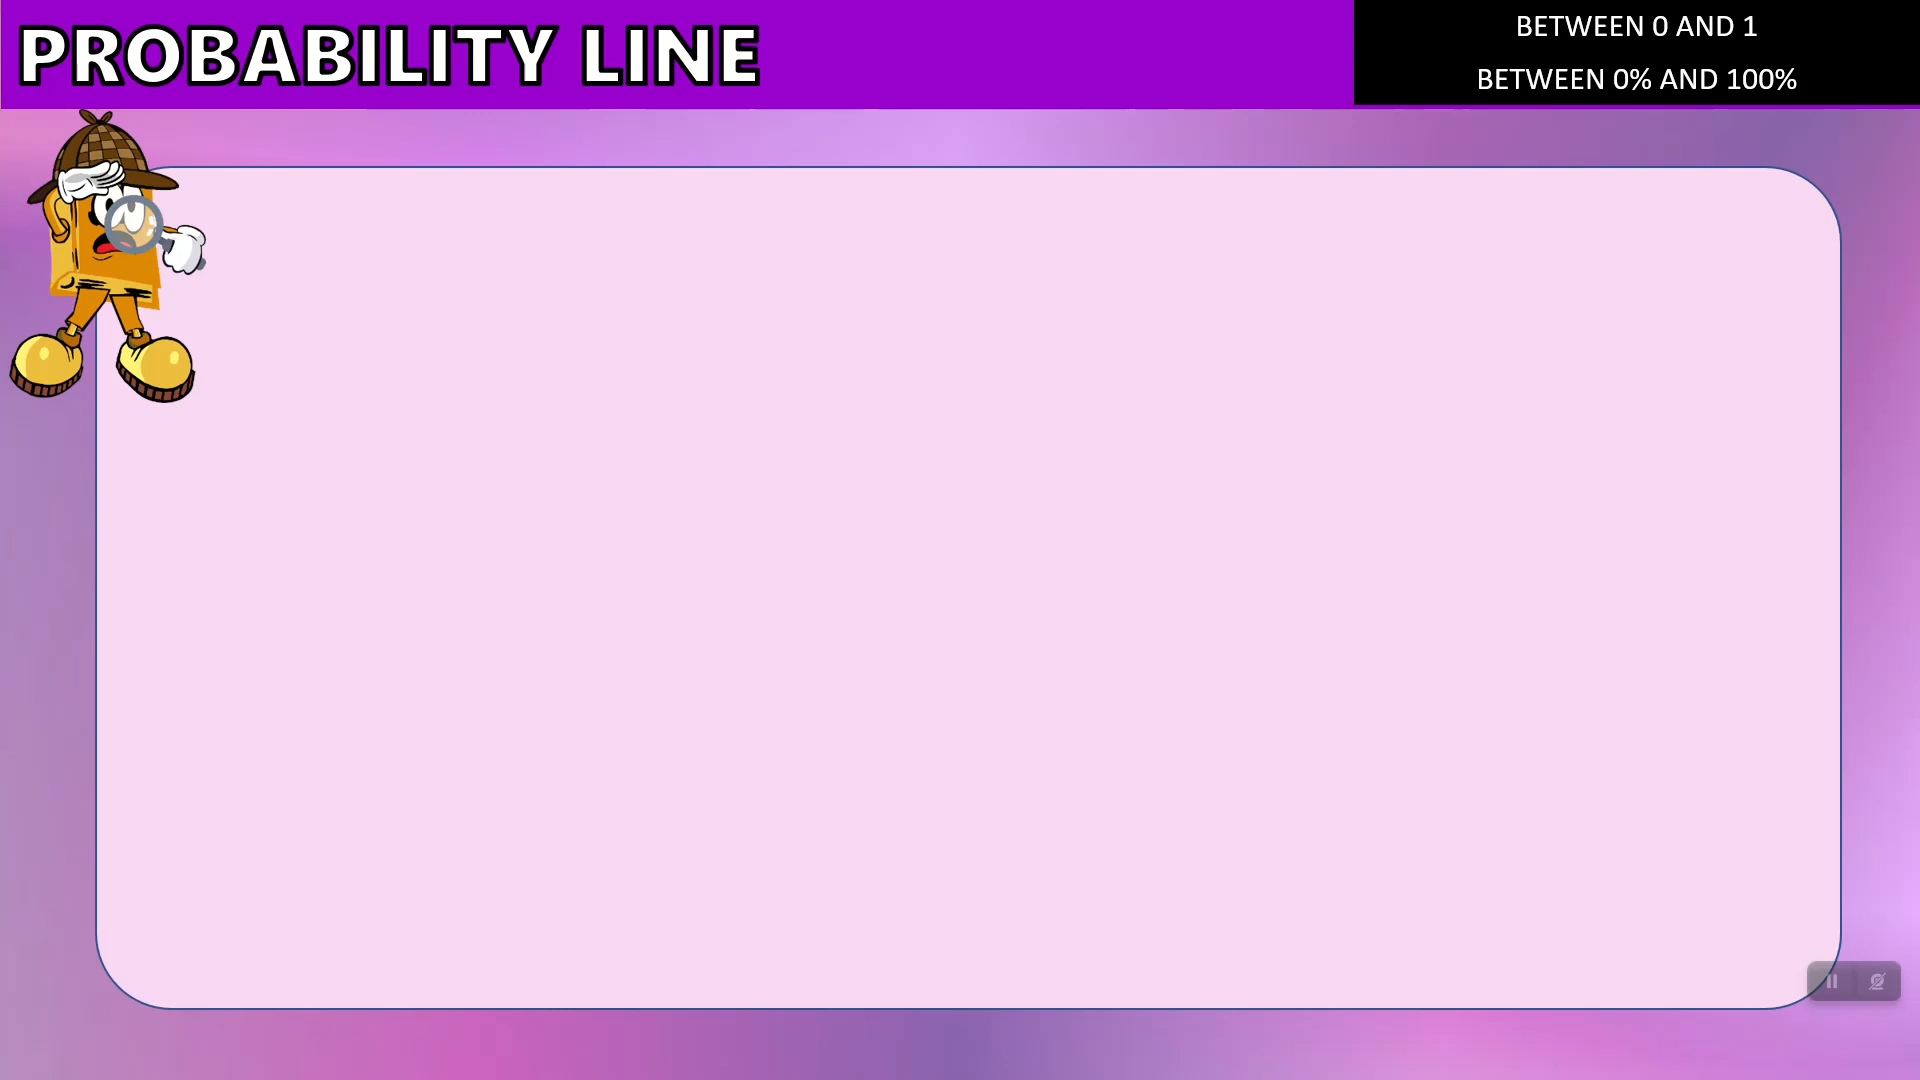 PROBABILITY LINE
BETWEEN 0 AND 1
BETWEEN 0% AND 100%